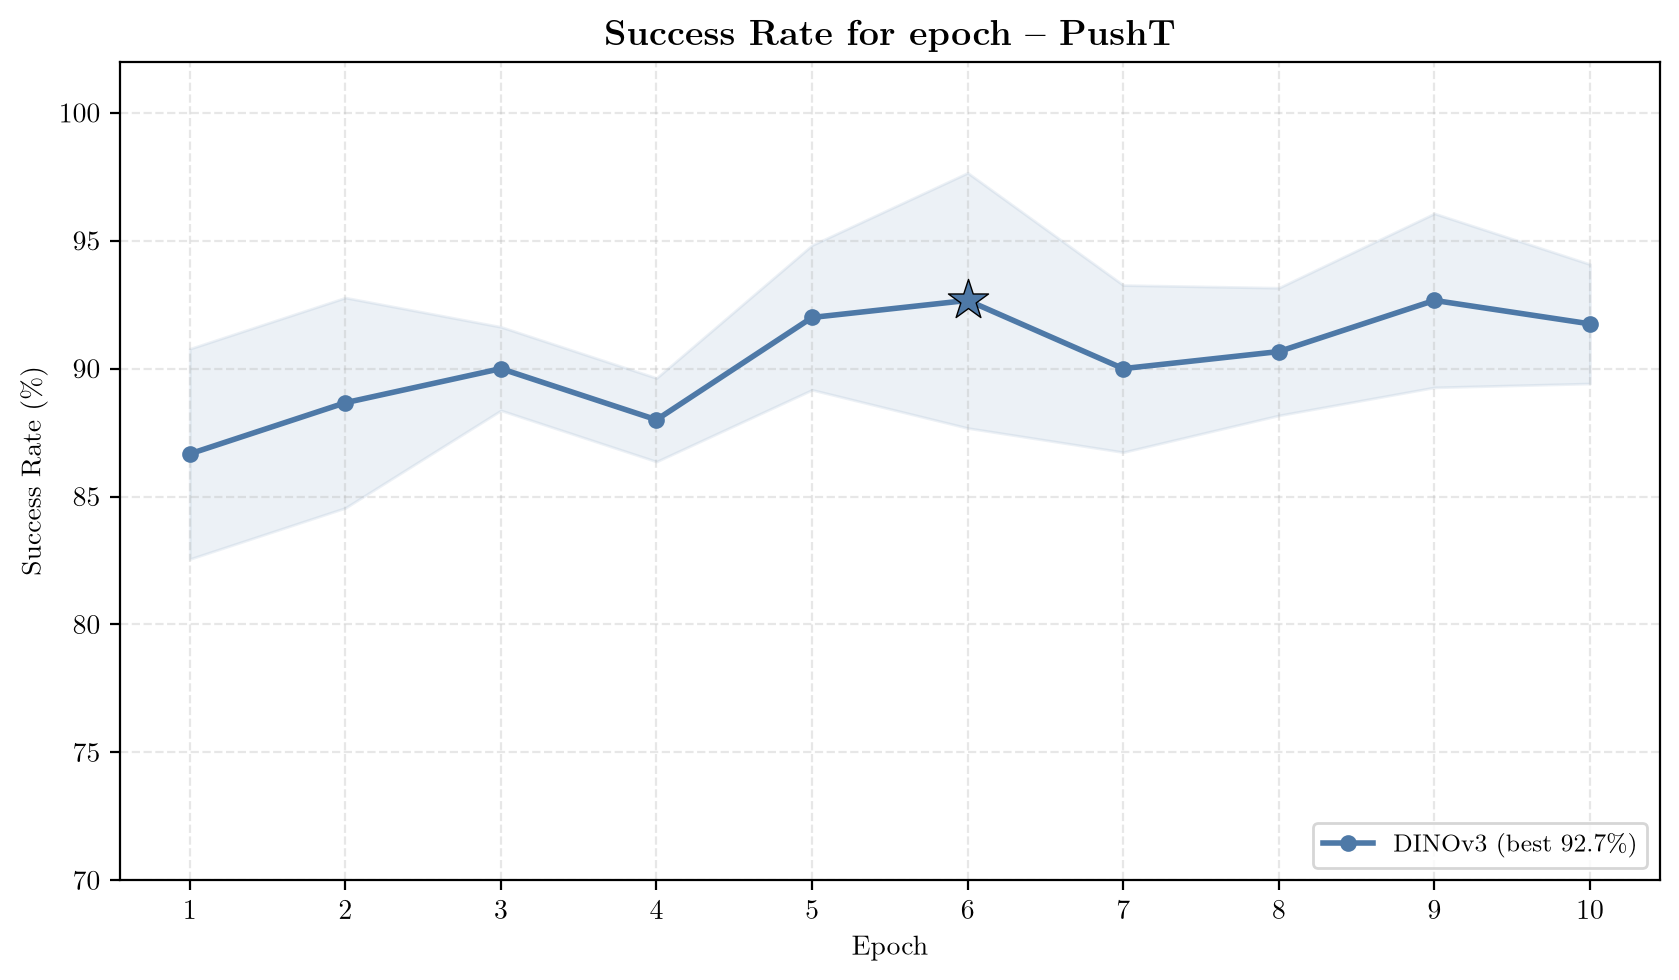 Success Rate for epoch – PushT
Success Rate (%)
100
95
90
85
80
75
70
DINOv3 (best 92.7%)
1 2 3 4 5 6 7 8 9 10
Epoch